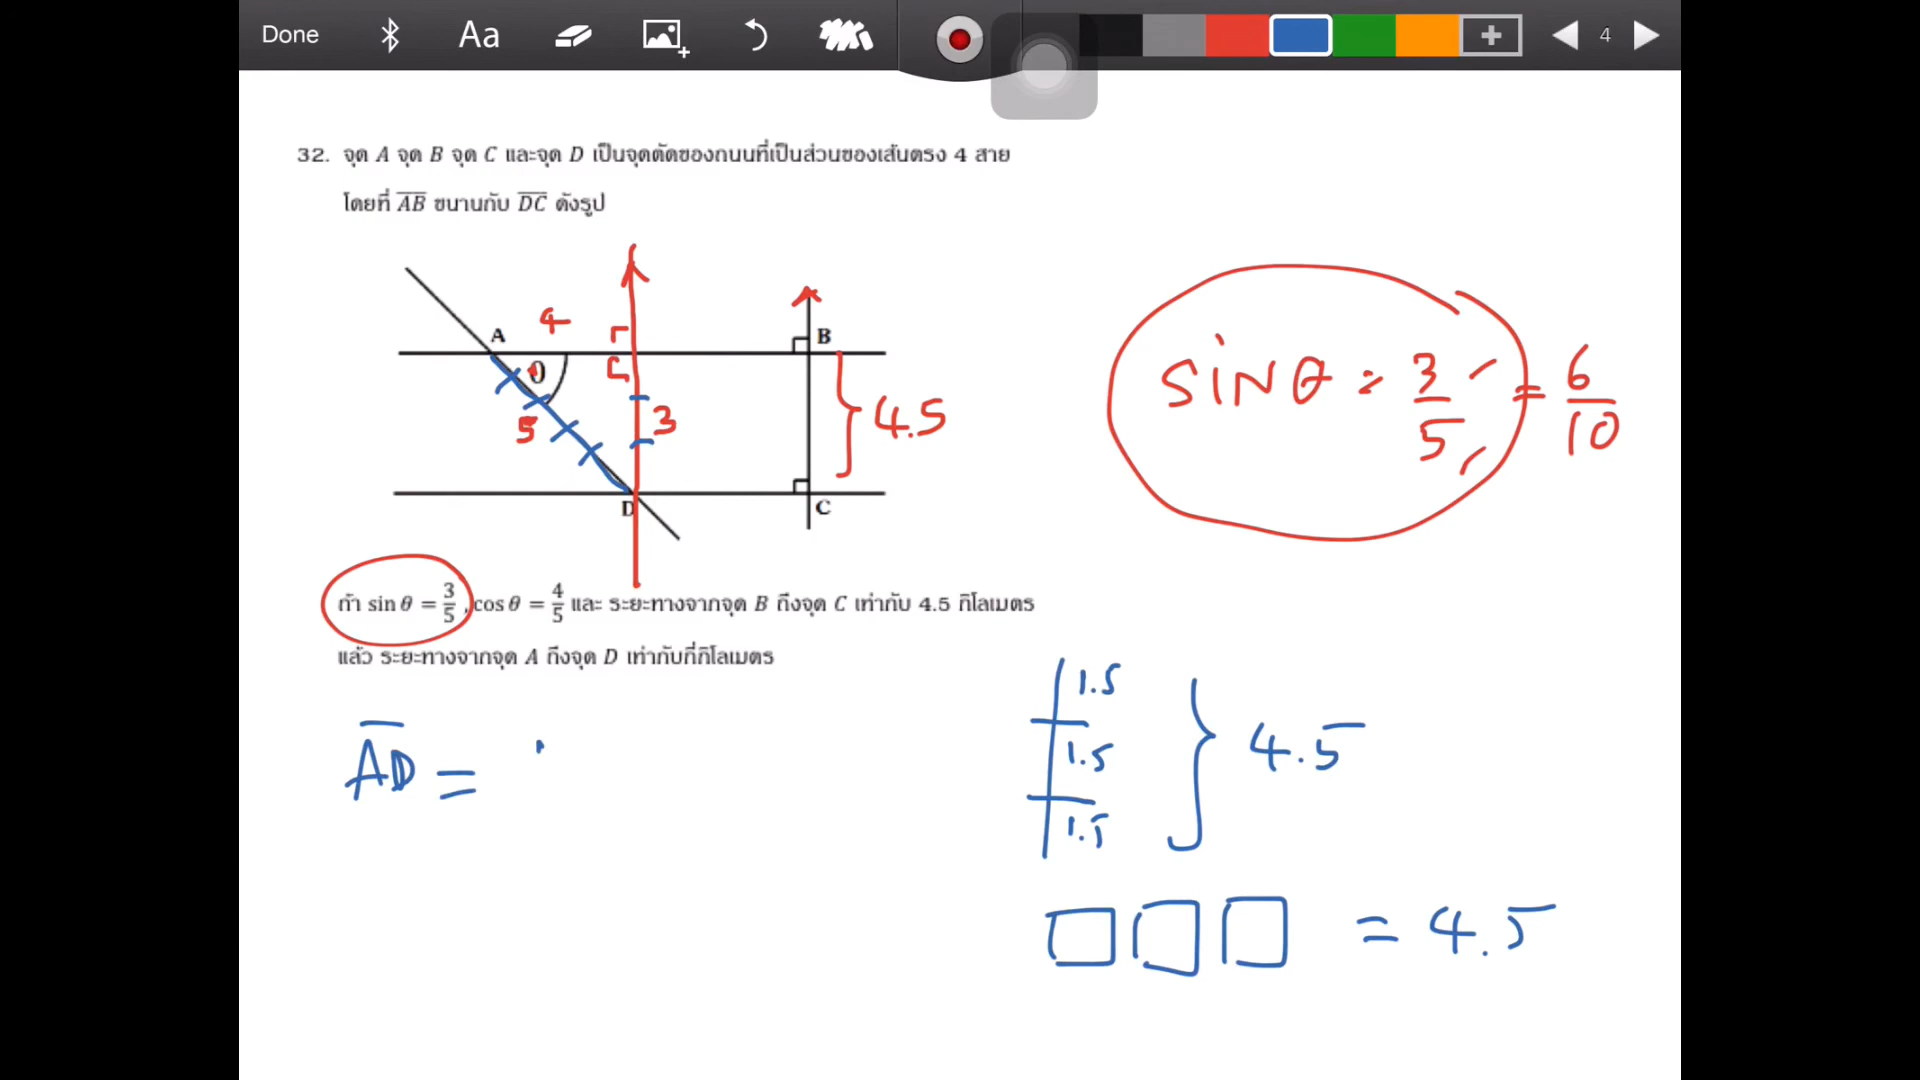 Done Aa 4
32. จุด A จุด B จุด C และจุด D เป็นจุดตัดของถนนที่เป็นส่วนของเส้นตรง 4 สาย
โดยที่ AB ขนานกับ DC ดังรูป
4
A
B
θ
5
3
4.5
D
C
sinθ = 3/5 = 6/10
ถ้า sin θ = 3/5 , cos θ = 4/5 และ ระยะทางจากจุด B ถึงจุด C เท่ากับ 4.5 กิโลเมตร
แล้ว ระยะทางจากจุด A ถึงจุด D เท่ากับกี่กิโลเมตร
AD =
1.5
1.5
1.5
4.5
= 4.5